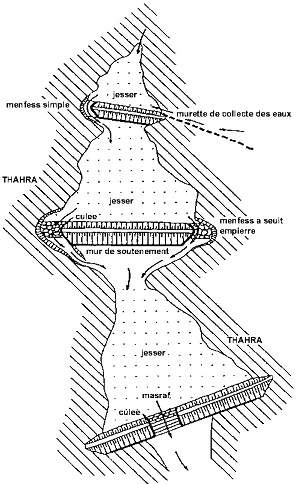 jesser
menfess simple
murette de collecte des eaux
THAHRA
jesser
culee
menfess a seuit
empierre
mur de soutenement
THAHRA
jesser
masraf
culee